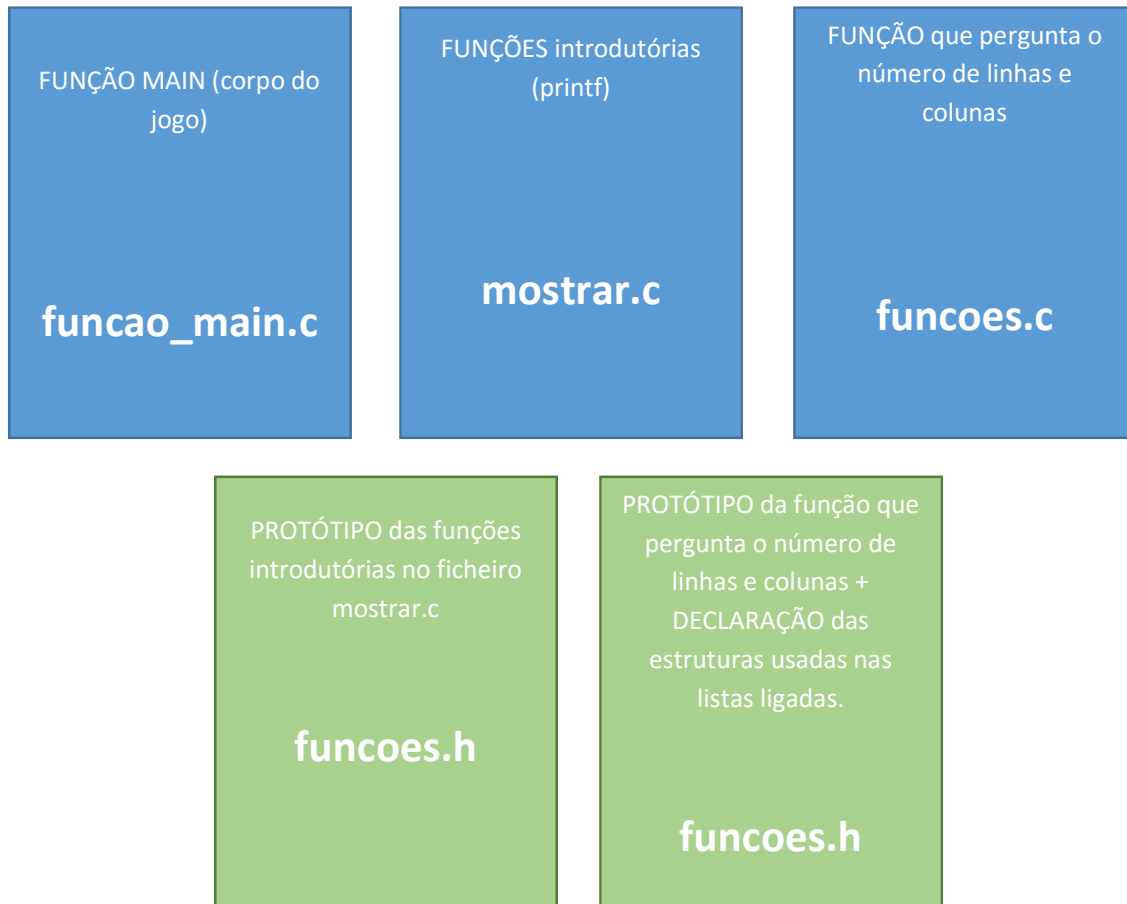 FUNÇÃO MAIN (corpo do
jogo)
funcao_main.c
FUNÇÕES introdutórias
(printf)
mostrar.c
FUNÇÃO que pergunta o
número de linhas e
colunas
funcoes.c
PROTÓTIPO das funções
introdutórias no ficheiro
mostrar.c
funcoes.h
PROTÓTIPO da função que
pergunta o número de
linhas e colunas +
DECLARAÇÃO das
estruturas usadas nas
listas ligadas.
funcoes.h